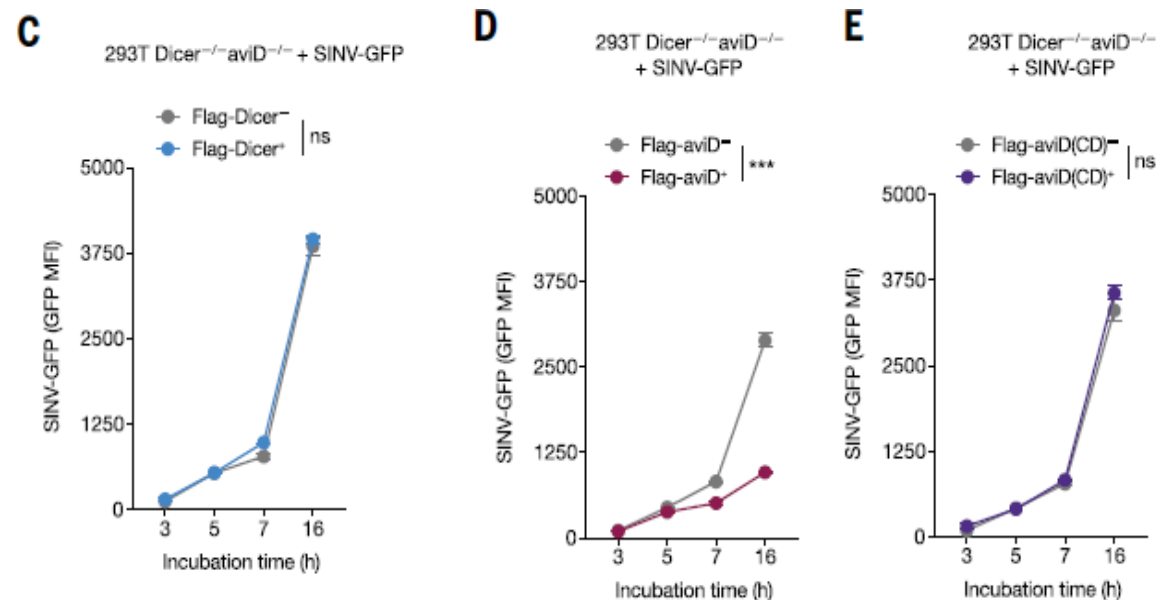 C
293T Dicer⁻/⁻aviD⁻/⁻ + SINV-GFP
Flag-Dicer⁻
Flag-Dicer⁺
ns
5000
3750
2500
1250
0
SINV-GFP (GFP MFI)
3 5 7 16
Incubation time (h)
D
293T Dicer⁻/⁻aviD⁻/⁻
+ SINV-GFP
Flag-aviD⁻
Flag-aviD⁺
***
5000
3750
2500
1250
0
SINV-GFP (GFP MFI)
3 5 7 16
Incubation time (h)
E
293T Dicer⁻/⁻aviD⁻/⁻
+ SINV-GFP
Flag-aviD(CD)⁻
Flag-aviD(CD)⁺
ns
5000
3750
2500
1250
0
SINV-GFP (GFP MFI)
3 5 7 16
Incubation time (h)